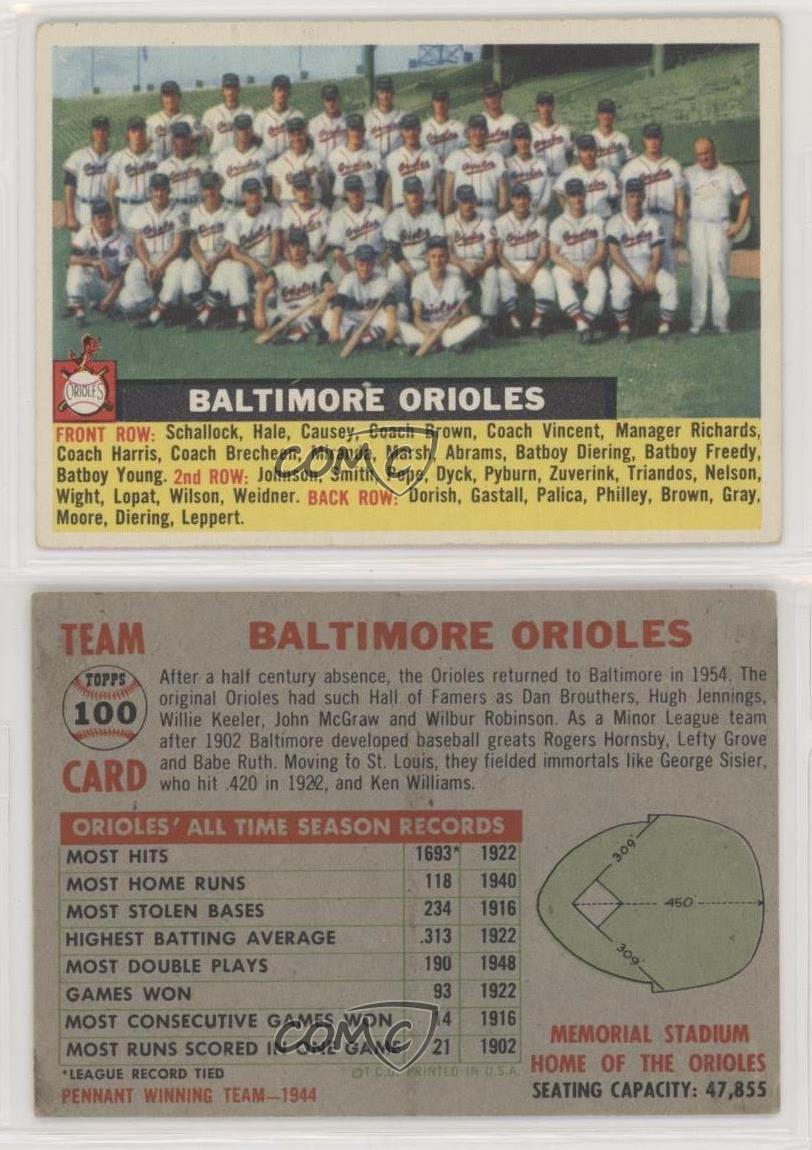 ORIOLES
BALTIMORE ORIOLES
FRONT ROW: Schallock, Hale, Causey, Coach Brown, Coach Vincent, Manager Richards,
Coach Harris, Coach Brecheen, Miranda, Marsh, Abrams, Batboy Diering, Batboy Freedy,
Batboy Young. 2nd ROW: Johnson, Smith, Pope, Dyck, Pyburn, Zuverink, Triandos, Nelson,
Wight, Lopat, Wilson, Weidner. BACK ROW: Dorish, Gastall, Palica, Philley, Brown, Gray,
Moore, Diering, Leppert.
COMC
TEAM
TOPPS
100
CARD
BALTIMORE ORIOLES
After a half century absence, the Orioles returned to Baltimore in 1954. The
original Orioles had such Hall of Famers as Dan Brouthers, Hugh Jennings,
Willie Keeler, John McGraw and Wilbur Robinson. As a Minor League team
after 1902 Baltimore developed baseball greats Rogers Hornsby, Lefty Grove
and Babe Ruth. Moving to St. Louis, they fielded immortals like George Sisler,
who hit .420 in 1922, and Ken Williams.
ORIOLES' ALL TIME SEASON RECORDS
MOST HITS 1693* 1922
MOST HOME RUNS 118 1940
MOST STOLEN BASES 234 1916
HIGHEST BATTING AVERAGE .313 1922
MOST DOUBLE PLAYS 190 1948
GAMES WON 93 1922
MOST CONSECUTIVE GAMES WON 14 1916
MOST RUNS SCORED IN ONE GAME 21 1902
*LEAGUE RECORD TIED
©T.C.G. PRINTED IN U.S.A.
PENNANT WINNING TEAM—1944
309'
450'
309'
MEMORIAL STADIUM
HOME OF THE ORIOLES
SEATING CAPACITY: 47,855
COMC